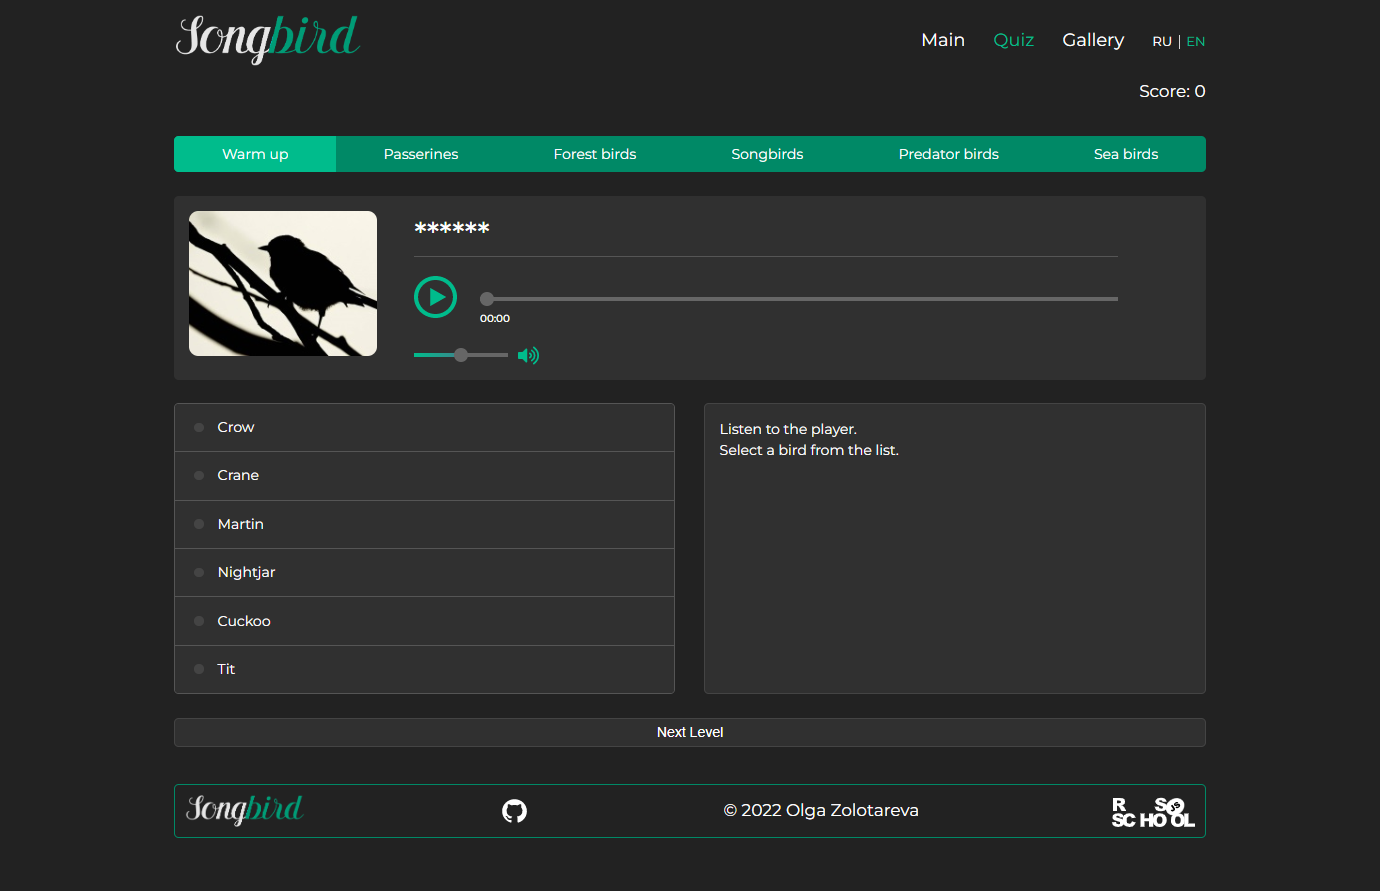 Songbird
Main Quiz Gallery RU | EN
Score: 0
Warm up Passerines Forest birds Songbirds Predator birds Sea birds
******
00:00
Crow
Crane
Martin
Nightjar
Cuckoo
Tit
Listen to the player.
Select a bird from the list.
Next Level
Songbird © 2022 Olga Zolotareva
RS
SCHOOL